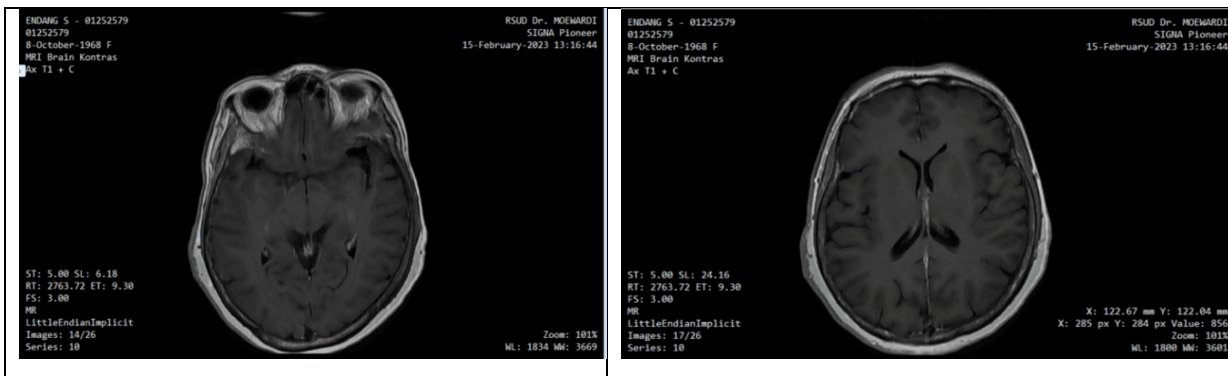 ENDANG S - 01252579
01252579
8-October-1968 F
MRI Brain Kontras
Ax T1 + C
RSUD Dr. MOEWARDI
SIGNA Pioneer
15-February-2023 13:16:44
ST: 5.00 SL: 6.18
RT: 2763.72 ET: 9.30
FS: 3.00
MR
LittleEndianImplicit
Images: 14/26
Series: 10
Zoom: 101%
WL: 1834 WW: 3669
ENDANG S - 01252579
01252579
8-October-1968 F
MRI Brain Kontras
Ax T1 + C
RSUD Dr. MOEWARDI
SIGNA Pioneer
15-February-2023 13:16:44
ST: 5.00 SL: 24.16
RT: 2763.72 ET: 9.30
FS: 3.00
MR
LittleEndianImplicit
Images: 17/26
Series: 10
X: 122.67 mm Y: 122.04 mm
X: 285 px Y: 284 px Value: 856
Zoom: 101%
WL: 1800 WW: 3601